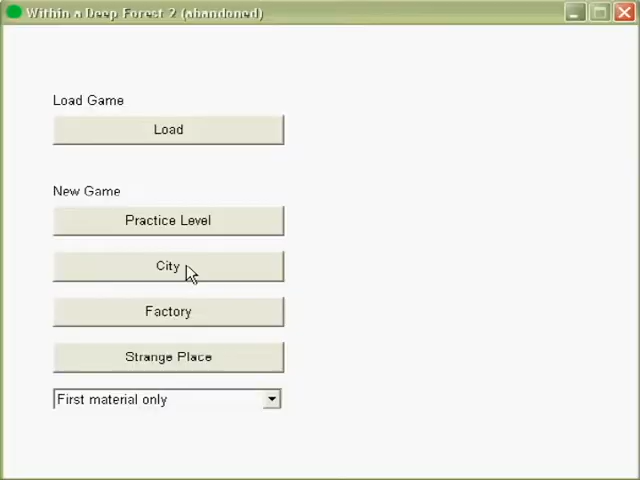 Within a Deep Forest 2 (abandoned)
Load Game
Load
New Game
Practice Level
City
Factory
Strange Place
First material only